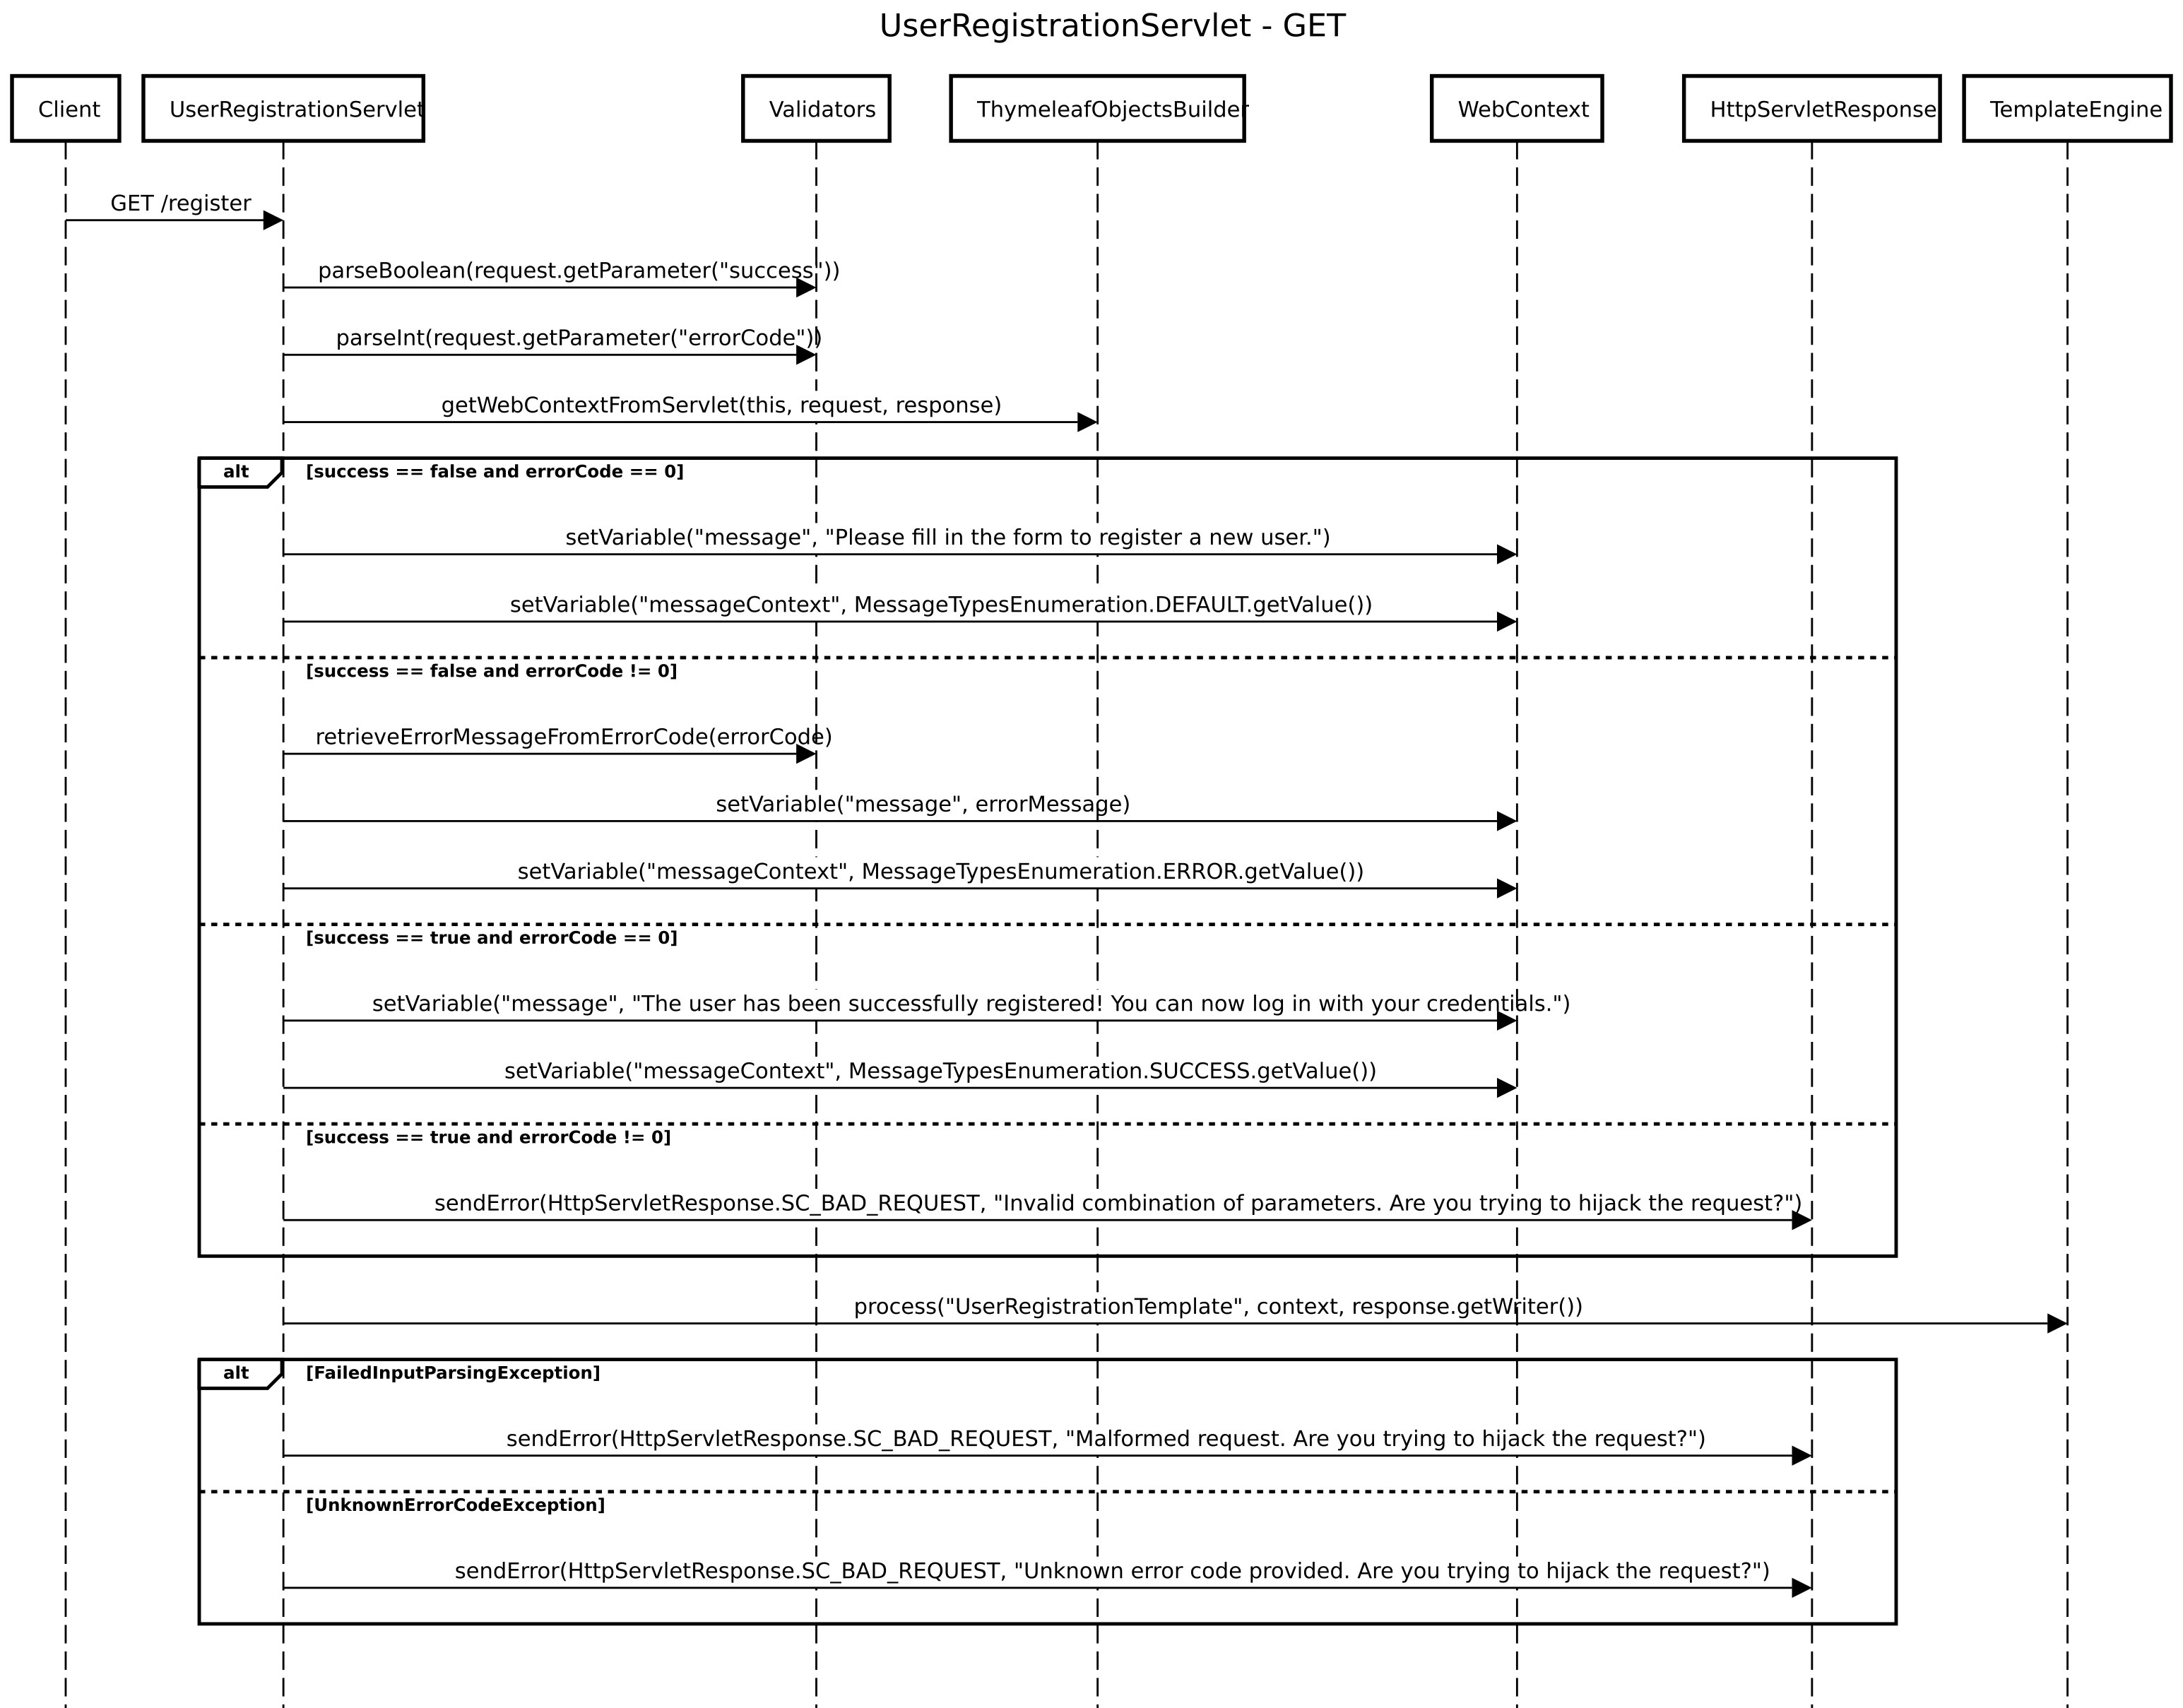 UserRegistrationServlet - GET
Client
UserRegistrationServlet
Validators
ThymeleafObjectsBuilder
WebContext
HttpServletResponse
TemplateEngine
GET /register
parseBoolean(request.getParameter("success"))
parseInt(request.getParameter("errorCode"))
getWebContextFromServlet(this, request, response)
alt
[success == false and errorCode == 0]
setVariable("message", "Please fill in the form to register a new user.")
setVariable("messageContext", MessageTypesEnumeration.DEFAULT.getValue())
[success == false and errorCode != 0]
retrieveErrorMessageFromErrorCode(errorCode)
setVariable("message", errorMessage)
setVariable("messageContext", MessageTypesEnumeration.ERROR.getValue())
[success == true and errorCode == 0]
setVariable("message", "The user has been successfully registered! You can now log in with your credentials.")
setVariable("messageContext", MessageTypesEnumeration.SUCCESS.getValue())
[success == true and errorCode != 0]
sendError(HttpServletResponse.SC_BAD_REQUEST, "Invalid combination of parameters. Are you trying to hijack the request?")
process("UserRegistrationTemplate", context, response.getWriter())
alt
[FailedInputParsingException]
sendError(HttpServletResponse.SC_BAD_REQUEST, "Malformed request. Are you trying to hijack the request?")
[UnknownErrorCodeException]
sendError(HttpServletResponse.SC_BAD_REQUEST, "Unknown error code provided. Are you trying to hijack the request?")